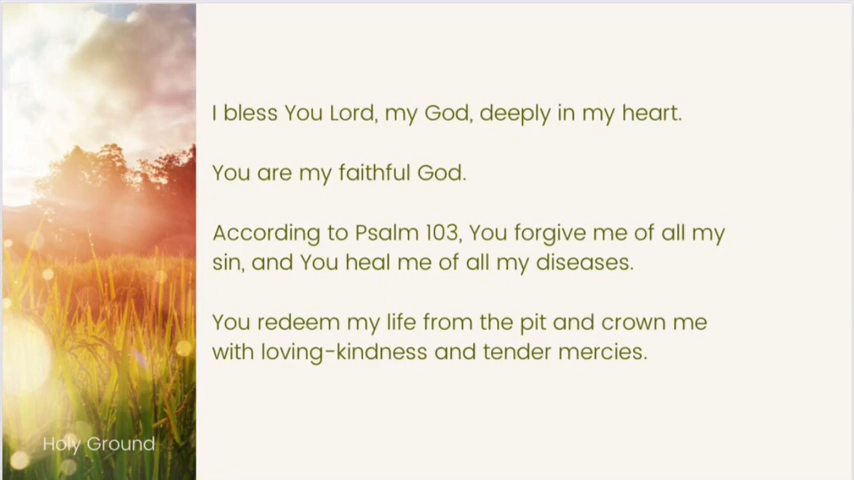 I bless You Lord, my God, deeply in my heart.
You are my faithful God.
According to Psalm 103, You forgive me of all my
sin, and You heal me of all my diseases.
You redeem my life from the pit and crown me
with loving-kindness and tender mercies.
Holy Ground